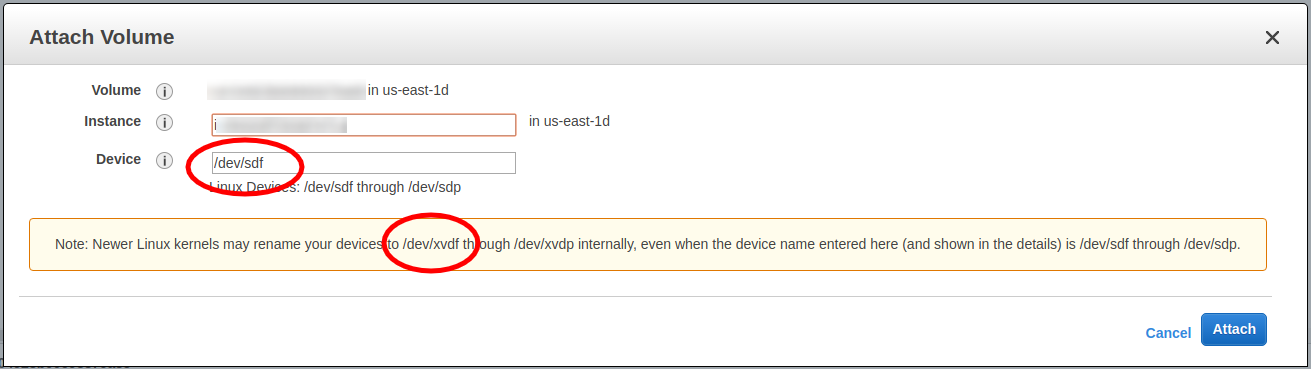 Attach Volume
Volume in us-east-1d
Instance i in us-east-1d
Device /dev/sdf
Linux Devices: /dev/sdf through /dev/sdp
Note: Newer Linux kernels may rename your devices to /dev/xvdf through /dev/xvdp internally, even when the device name entered here (and shown in the details) is /dev/sdf through /dev/sdp.
Cancel Attach